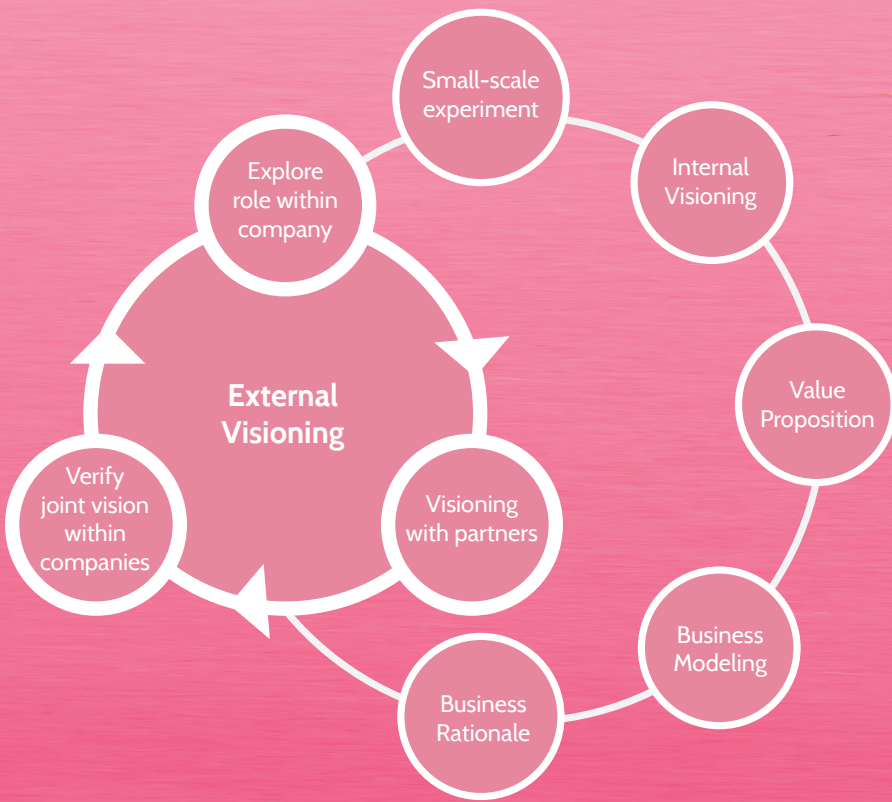 Small-scale
experiment
Explore
role within
company
Internal
Visioning
External
Visioning
Value
Proposition
Verify
joint vision
within
companies
Visioning
with partners
Business
Modeling
Business
Rationale